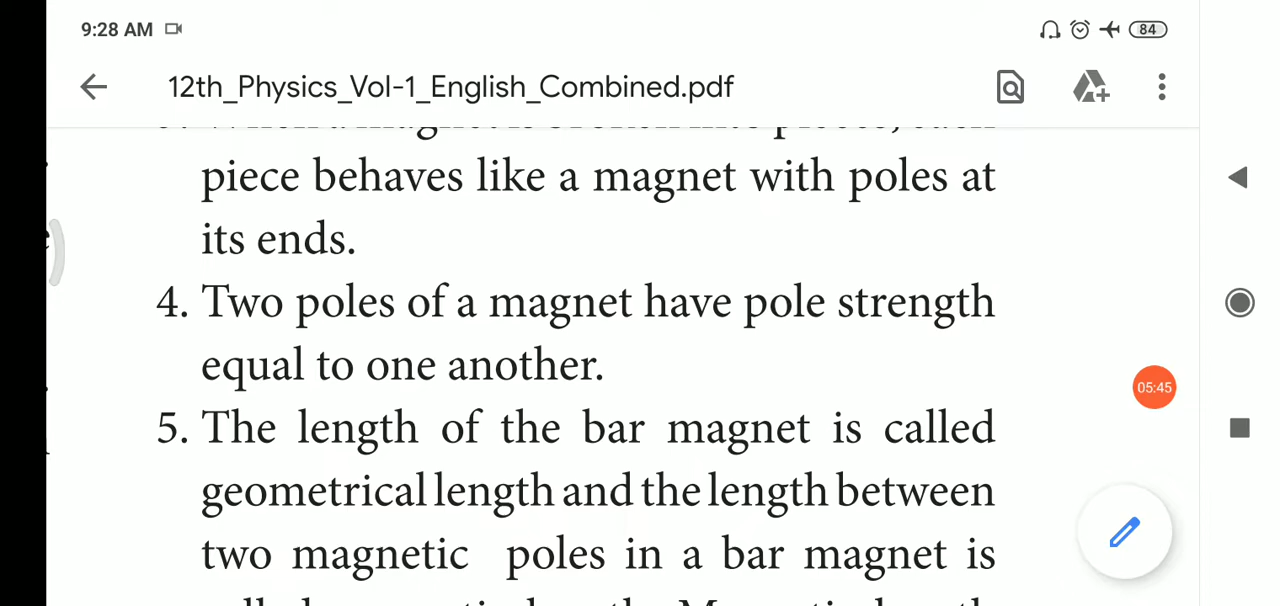 9:28 AM
84
12th_Physics_Vol-1_English_Combined.pdf
piece behaves like a magnet with poles at
its ends.
4. Two poles of a magnet have pole strength
equal to one another.
05:45
5. The length of the bar magnet is called
geometrical length and the length between
two magnetic poles in a bar magnet is